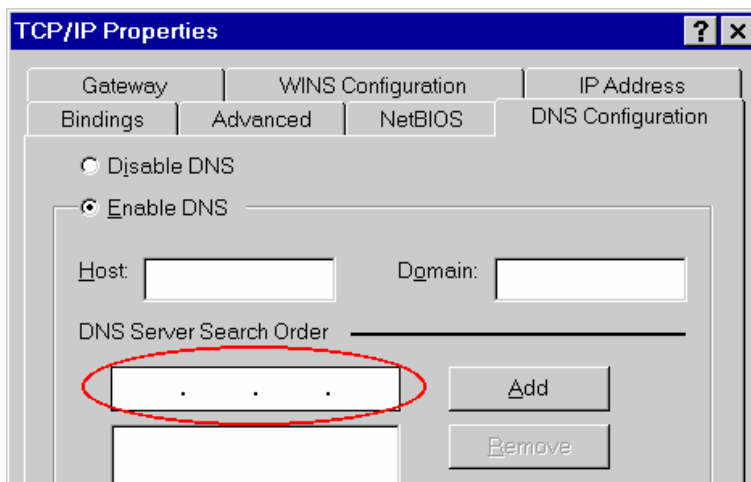 TCP/IP Properties ? ×
Gateway WINS Configuration IP Address
Bindings Advanced NetBIOS DNS Configuration
Disable DNS
Enable DNS
Host: Domain:
DNS Server Search Order
. . . Add
Remove